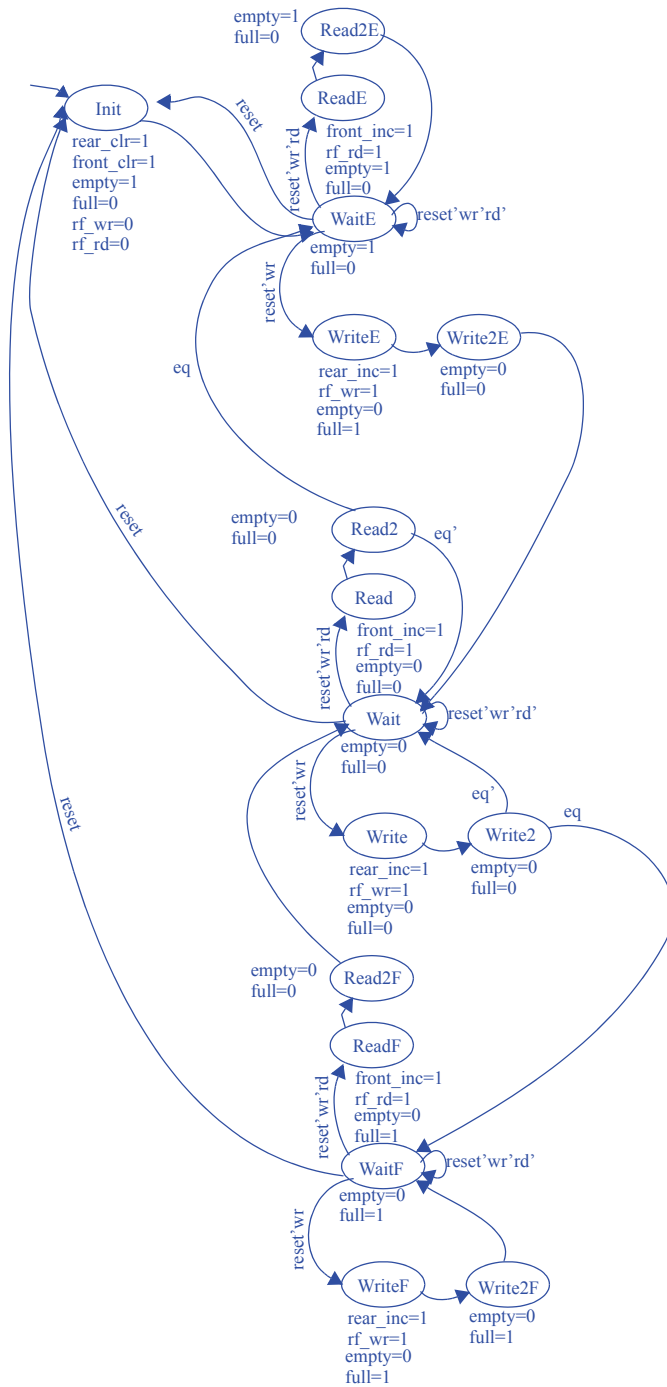 empty=1
full=0
Read2E
Init
reset
ReadE
rear_clr=1
front_clr=1
empty=1
full=0
rf_wr=0
rf_rd=0
reset’wr’rd
front_inc=1
rf_rd=1
empty=1
full=0
WaitE
reset’wr’rd’
empty=1
full=0
reset’wr
WriteE
Write2E
rear_inc=1
rf_wr=1
empty=0
full=1
empty=0
full=0
eq
empty=0
full=0
Read2
eq’
reset
Read
reset’wr’rd
front_inc=1
rf_rd=1
empty=0
full=0
Wait
reset’wr’rd’
empty=0
full=0
reset’wr
eq’
eq
reset
Write
Write2
rear_inc=1
rf_wr=1
empty=0
full=0
empty=0
full=0
empty=0
full=0
Read2F
ReadF
reset’wr’rd
front_inc=1
rf_rd=1
empty=0
full=1
WaitF
reset’wr’rd’
empty=0
full=1
reset’wr
WriteF
Write2F
rear_inc=1
rf_wr=1
empty=0
full=1
empty=0
full=1